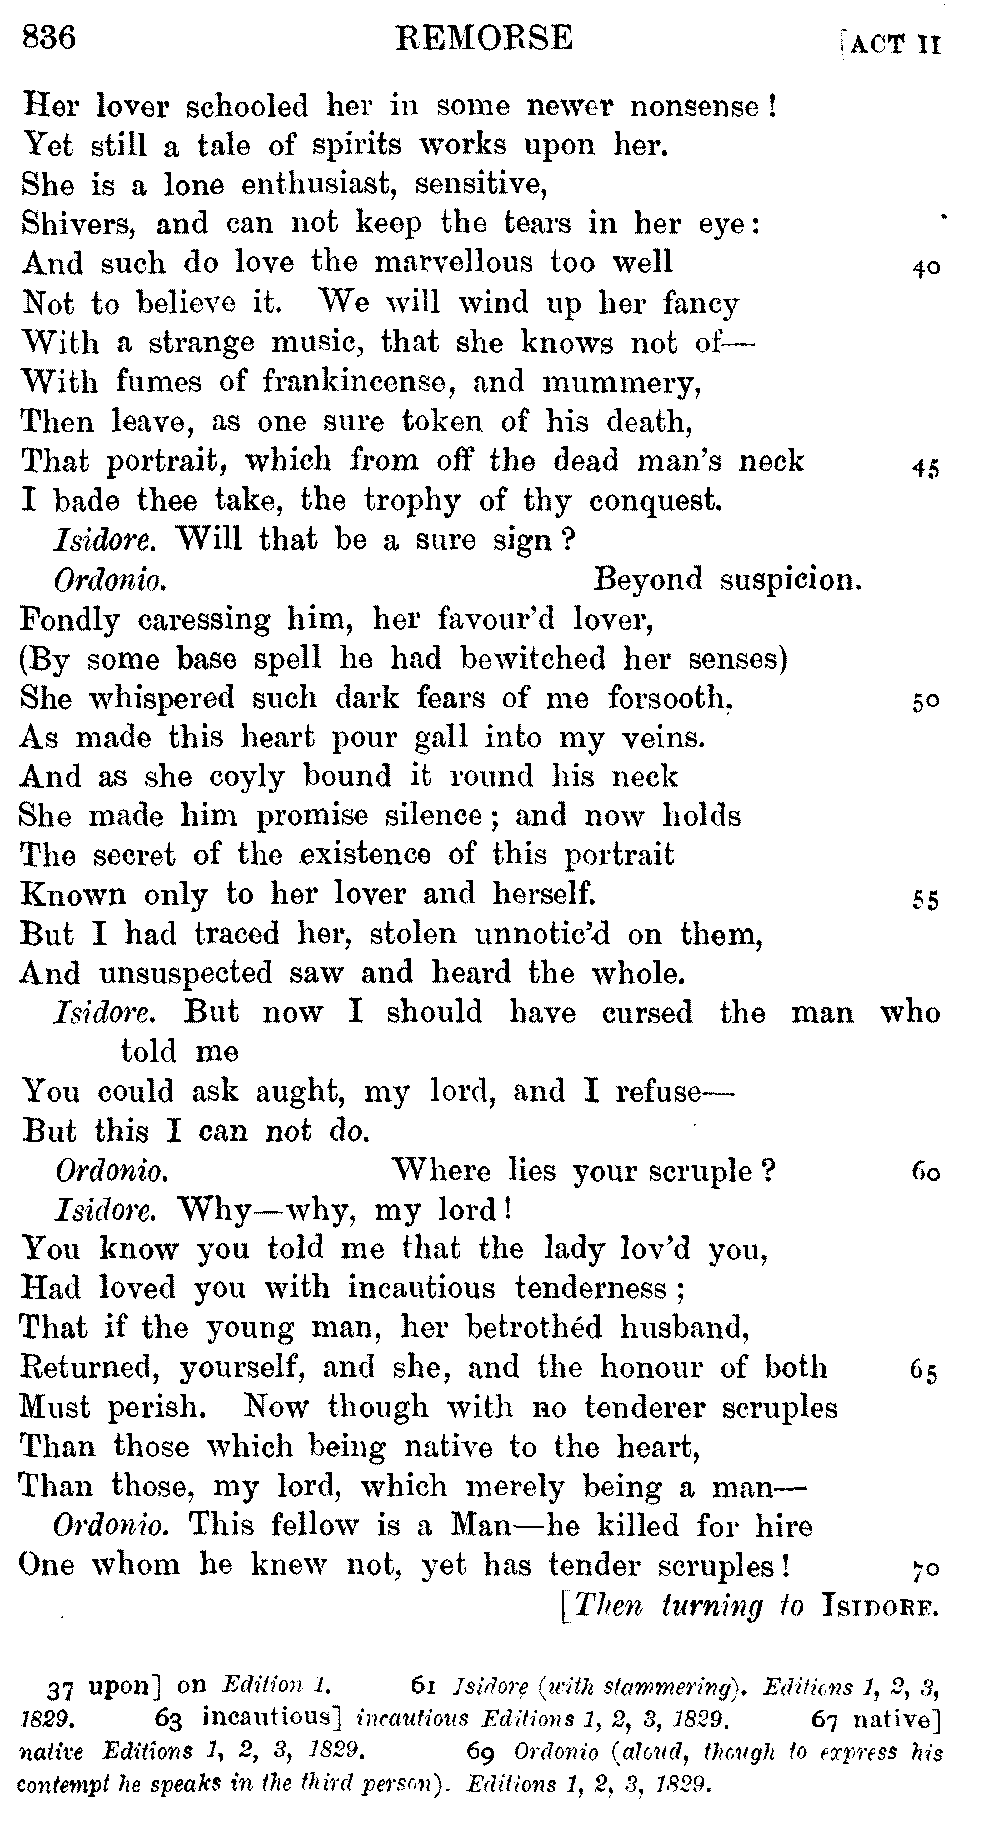 836 REMORSE [ACT II
Her lover schooled her in some newer nonsense !
Yet still a tale of spirits works upon her.
She is a lone enthusiast, sensitive,
Shivers, and can not keep the tears in her eye:
And such do love the marvellous too well 40
Not to believe it. We will wind up her fancy
With a strange music, that she knows not of—
With fumes of frankincense, and mummery,
Then leave, as one sure token of his death,
That portrait, which from off the dead man's neck 45
I bade thee take, the trophy of thy conquest.
Isidore. Will that be a sure sign ?
Ordonio. Beyond suspicion.
Fondly caressing him, her favour'd lover,
(By some base spell he had bewitched her senses)
She whispered such dark fears of me forsooth, 50
As made this heart pour gall into my veins.
And as she coyly bound it round his neck
She made him promise silence ; and now holds
The secret of the existence of this portrait
Known only to her lover and herself. 55
But I had traced her, stolen unnotic'd on them,
And unsuspected saw and heard the whole.
Isidore. But now I should have cursed the man who
told me
You could ask aught, my lord, and I refuse—
But this I can not do.
Ordonio. Where lies your scruple ? 60
Isidore. Why—why, my lord !
You know you told me that the lady lov'd you,
Had loved you with incautious tenderness ;
That if the young man, her betrothéd husband,
Returned, yourself, and she, and the honour of both 65
Must perish. Now though with no tenderer scruples
Than those which being native to the heart,
Than those, my lord, which merely being a man—
Ordonio. This fellow is a Man—he killed for hire
One whom he knew not, yet has tender scruples ! 70
[Then turning to ISIDORE.
37 upon] on Edition 1. 61 Isidore (with stammering). Editions 1, 2, 3,
1829. 63 incautious] incautious Editions 1, 2, 3, 1829. 67 native]
native Editions 1, 2, 3, 1829. 69 Ordonio (aloud, though to express his
contempt he speaks in the third person). Editions 1, 2, 3, 1829.